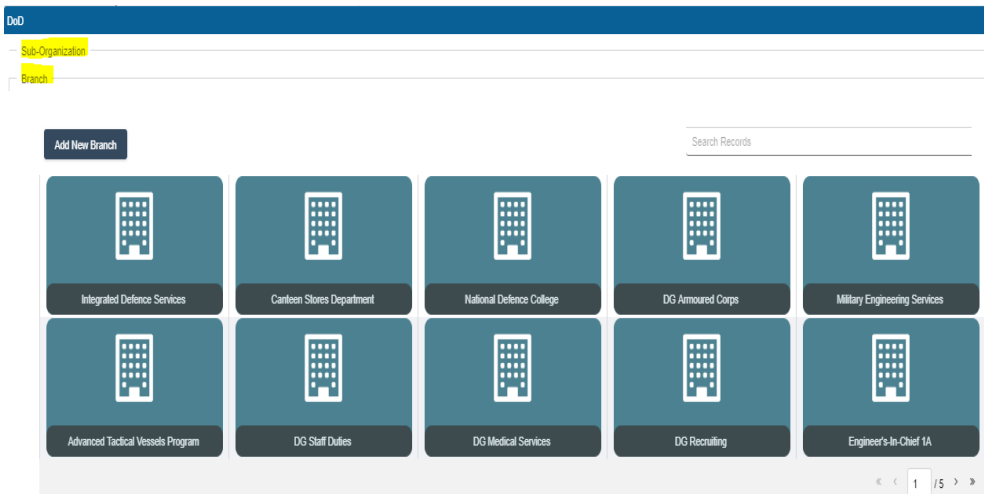 DoD
Sub-Organization
Branch
Add New Branch
Search Records
Integrated Defence Services
Canteen Stores Department
National Defence College
DG Armoured Corps
Military Engineering Services
Advanced Tactical Vessels Program
DG Staff Duties
DG Medical Services
DG Recruiting
Engineer's-In-Chief 1A
« ‹ 1 / 5 › »